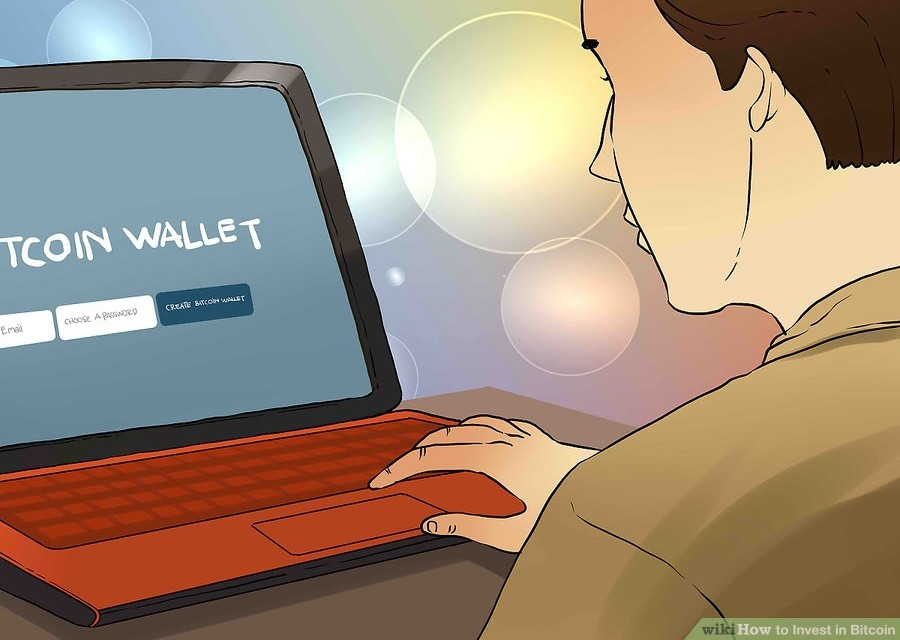 TCOIN WALLET
Email CHOOSE A PASSWORD CREATE BITCOIN WALLET
wikiHow to Invest in Bitcoin